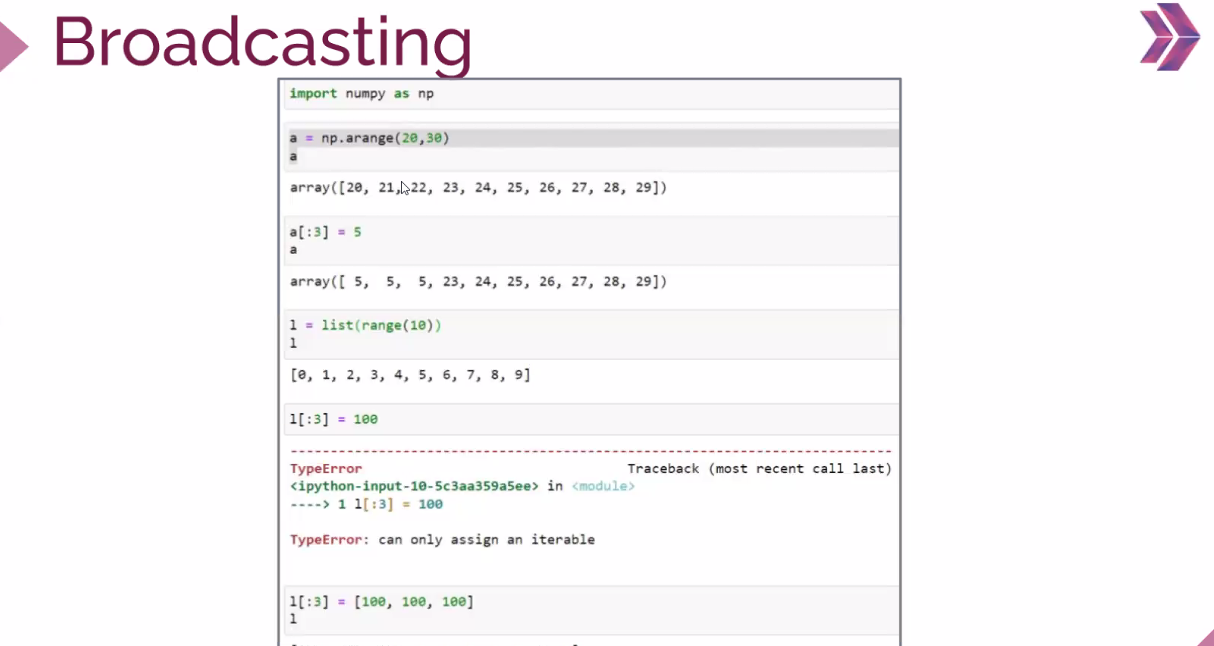 Broadcasting
import numpy as np
a = np.arange(20,30)
a
array([20, 21, 22, 23, 24, 25, 26, 27, 28, 29])
a[:3] = 5
a
array([ 5,  5,  5, 23, 24, 25, 26, 27, 28, 29])
l = list(range(10))
l
[0, 1, 2, 3, 4, 5, 6, 7, 8, 9]
l[:3] = 100
---------------------------------------------------------------------------
TypeError                                 Traceback (most recent call last)
<ipython-input-10-5c3aa359a5ee> in <module>
----> 1 l[:3] = 100
TypeError: can only assign an iterable
l[:3] = [100, 100, 100]
l